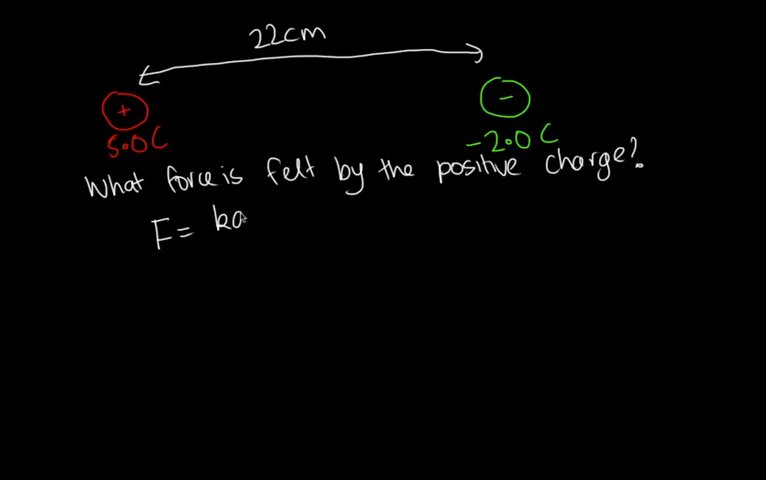 22cm
+
-
5.0C
-2.0C
What force is felt by the positive charge?
F = kq